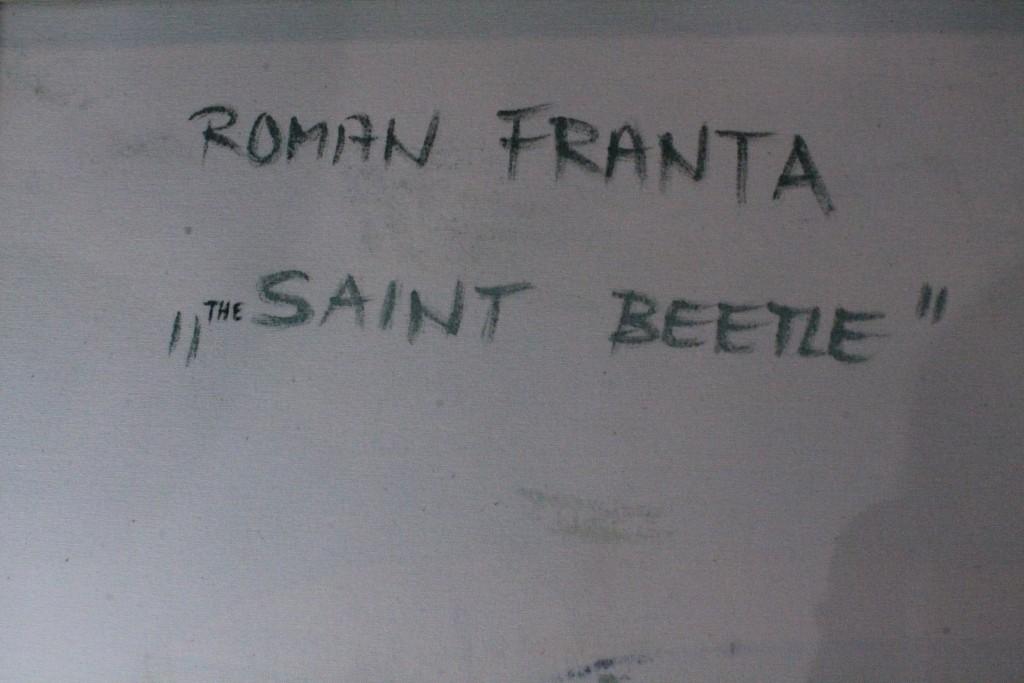 ROMAN FRANTA
„THE SAINT BEETLE"